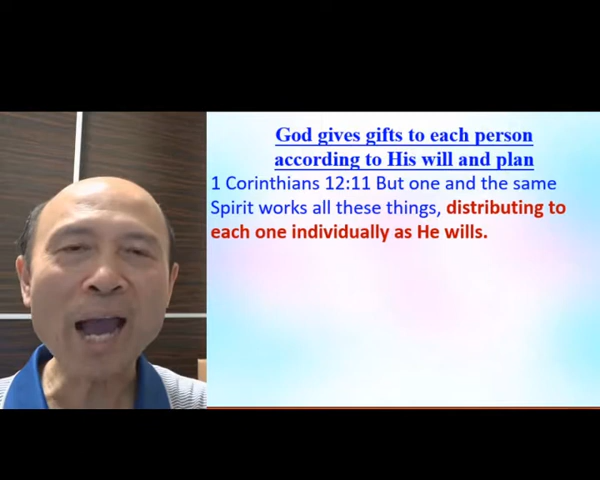 God gives gifts to each person
according to His will and plan
1 Corinthians 12:11 But one and the same
Spirit works all these things, distributing to
each one individually as He wills.